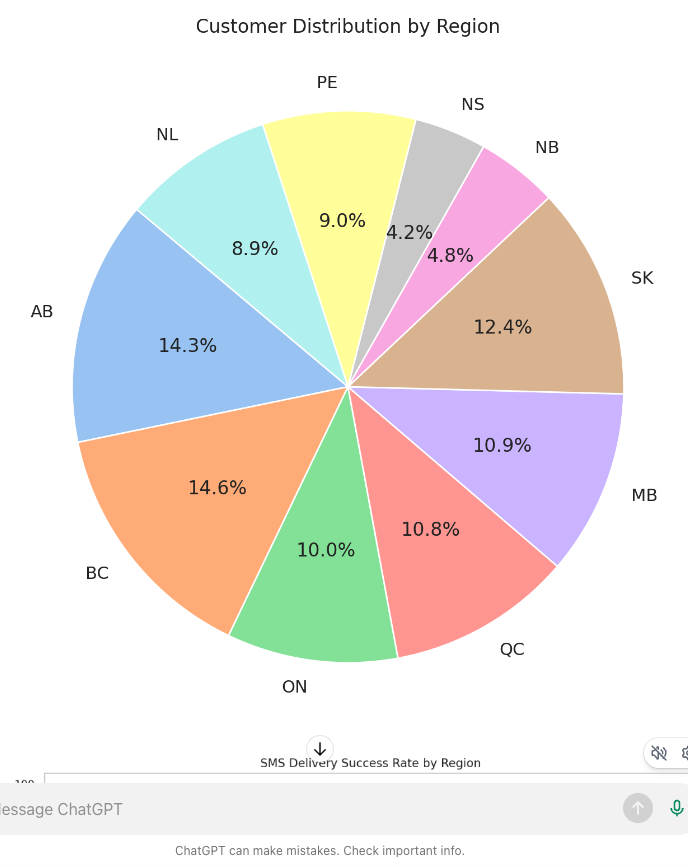 Customer Distribution by Region
PE
NS
NL
NB
9.0%
4.2%
8.9%
4.8%
SK
AB
12.4%
14.3%
10.9%
14.6%
MB
10.8%
10.0%
BC
QC
ON
SMS Delivery Success Rate by Region
100
Message ChatGPT
ChatGPT can make mistakes. Check important info.